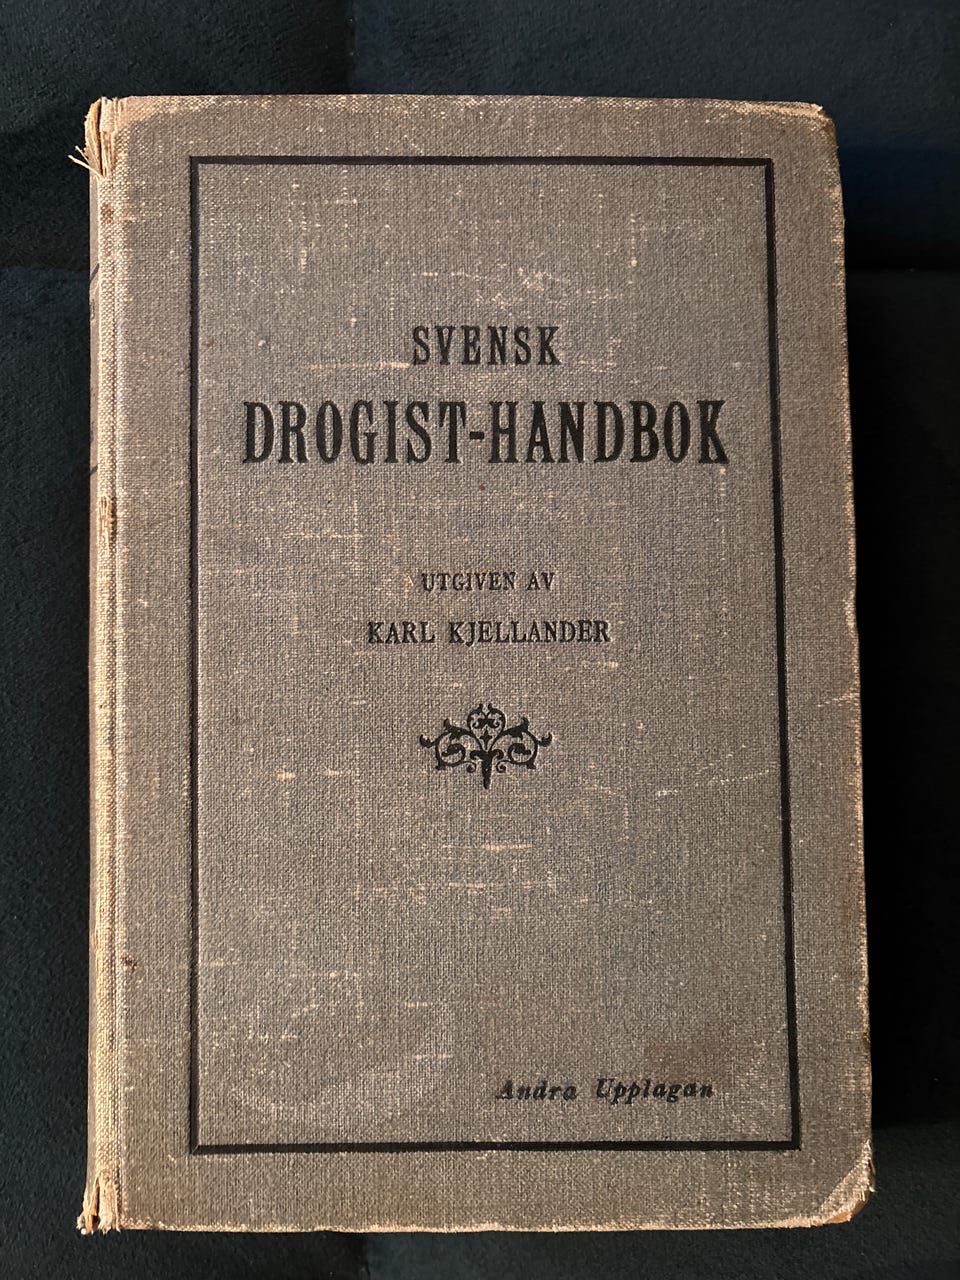 SVENSK
DROGIST-HANDBOK
UTGIVEN AV
KARL KJELLANDER
Andra Upplagan